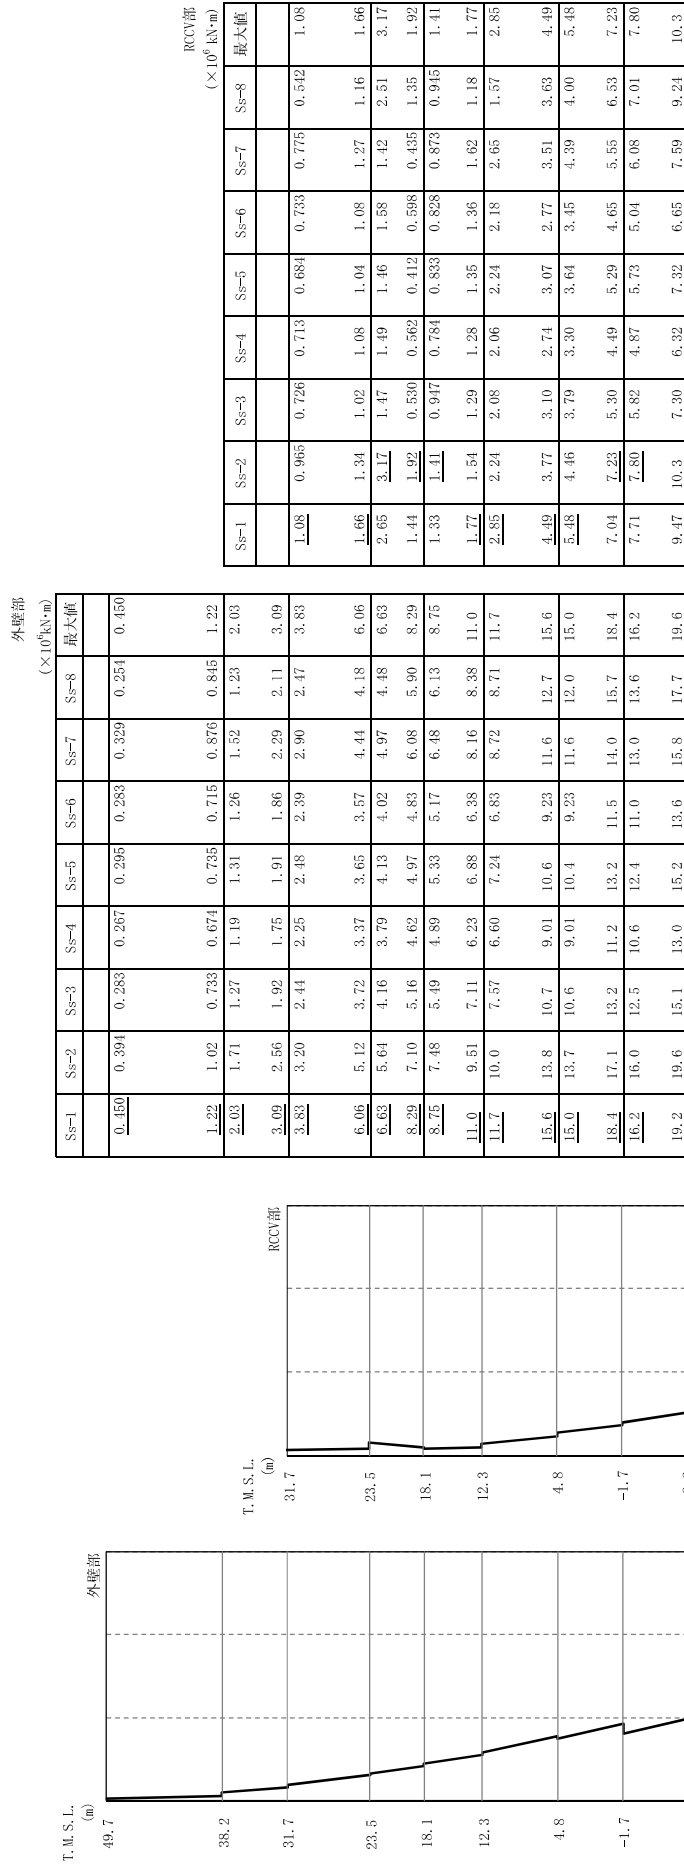 外壁部
T.M.S.L.
(m)
49.7
38.2
31.7
23.5
18.1
12.3
4.8
-1.7
RCCV部
T.M.S.L.
(m)
31.7
23.5
18.1
12.3
4.8
-1.7
外壁部
(×10⁶kN・m)
Ss-1 Ss-2 Ss-3 Ss-4 Ss-5 Ss-6 Ss-7 Ss-8 最大値
0.450 0.394 0.283 0.267 0.295 0.283 0.329 0.254 0.450
1.22 1.02 0.733 0.674 0.735 0.715 0.876 0.845 1.22
2.03 1.71 1.27 1.19 1.31 1.26 1.52 1.23 2.03
3.09 2.56 1.92 1.75 1.91 1.86 2.29 2.11 3.09
3.83 3.20 2.44 2.25 2.48 2.39 2.90 2.47 3.83
6.06 5.12 3.72 3.37 3.65 3.57 4.44 4.18 6.06
6.63 5.64 4.16 3.79 4.13 4.02 4.97 4.48 6.63
8.29 7.10 5.16 4.62 4.97 4.83 6.08 5.90 8.29
8.75 7.48 5.49 4.89 5.33 5.17 6.48 6.13 8.75
11.0 9.51 7.11 6.23 6.88 6.38 8.16 8.38 11.0
11.7 10.0 7.57 6.60 7.24 6.83 8.72 8.71 11.7
15.6 13.8 10.7 9.01 10.6 9.23 11.6 12.7 15.6
15.0 13.7 10.6 9.01 10.4 9.23 11.6 12.0 15.0
18.4 17.1 13.2 11.2 13.2 11.5 14.0 15.7 18.4
16.2 16.0 12.5 10.6 12.4 11.0 13.0 13.6 16.2
19.2 19.6 15.1 13.0 15.2 13.6 15.8 17.7 19.6
RCCV部
(×10⁶ kN・m)
Ss-1 Ss-2 Ss-3 Ss-4 Ss-5 Ss-6 Ss-7 Ss-8 最大値
1.08 0.965 0.726 0.713 0.684 0.733 0.775 0.542 1.08
1.66 1.34 1.02 1.08 1.04 1.08 1.27 1.16 1.66
2.65 3.17 1.47 1.49 1.46 1.58 1.42 2.51 3.17
1.44 1.92 0.530 0.562 0.412 0.598 0.435 1.35 1.92
1.33 1.41 0.947 0.784 0.833 0.828 0.873 0.945 1.41
1.77 1.54 1.29 1.28 1.35 1.36 1.62 1.18 1.77
2.85 2.24 2.08 2.06 2.24 2.18 2.65 1.57 2.85
4.49 3.77 3.10 2.74 3.07 2.77 3.51 3.63 4.49
5.48 4.46 3.79 3.30 3.64 3.45 4.39 4.00 5.48
7.04 7.23 5.30 4.49 5.29 4.65 5.55 6.53 7.23
7.71 7.80 5.82 4.87 5.73 5.04 6.08 7.01 7.80
9.47 10.3 7.30 6.32 7.32 6.65 7.59 9.24 10.3